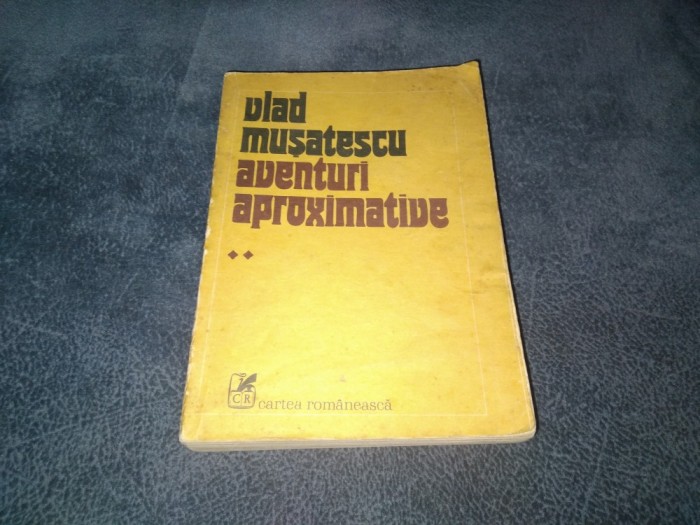 vlad
mușatescu
aventuri
aproximative
◆◆
CR
cartea românească